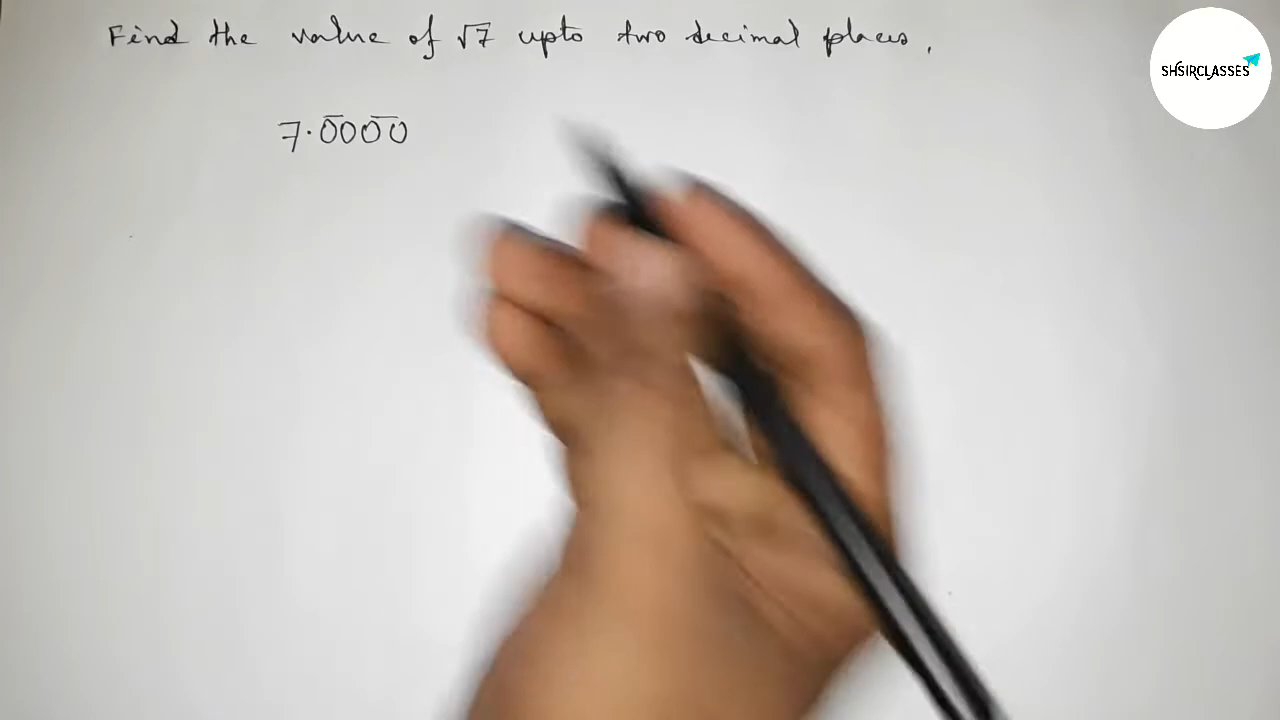 Find the value of √7 upto two decimal places.
SHSIRCLASSES
7.0000